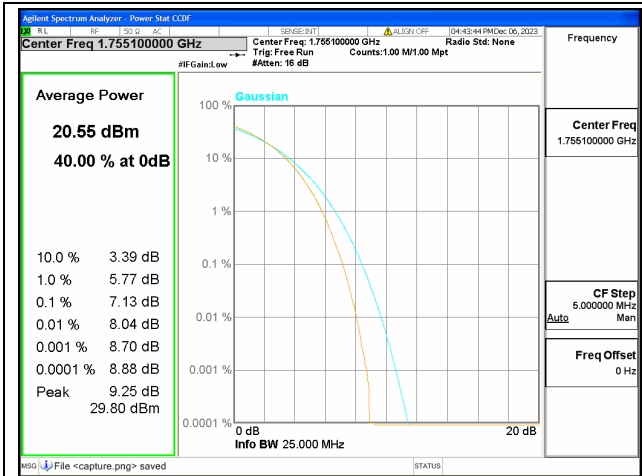 Agilent Spectrum Analyzer - Power Stat CCDF
RL RF 50 Ω AC SENSE:INT ALIGN OFF 04:43:44 PM Dec 06, 2023
Center Freq 1.755100000 GHz
Center Freq: 1.755100000 GHz Radio Std: None
Trig: Free Run Counts:1.00 M/1.00 Mpt
#IFGain:Low #Atten: 16 dB
Frequency
Average Power
20.55 dBm
40.00 % at 0dB
10.0 % 3.39 dB
1.0 % 5.77 dB
0.1 % 7.13 dB
0.01 % 8.04 dB
0.001 % 8.70 dB
0.0001 % 8.88 dB
Peak 9.25 dB
29.80 dBm
Gaussian
100 %
10 %
1 %
0.1 %
0.01 %
0.001 %
0.0001 %
0 dB 20 dB
Info BW 25.000 MHz
Center Freq
1.755100000 GHz
CF Step
5.000000 MHz
Auto Man
Freq Offset
0 Hz
MSG File <capture.png> saved STATUS